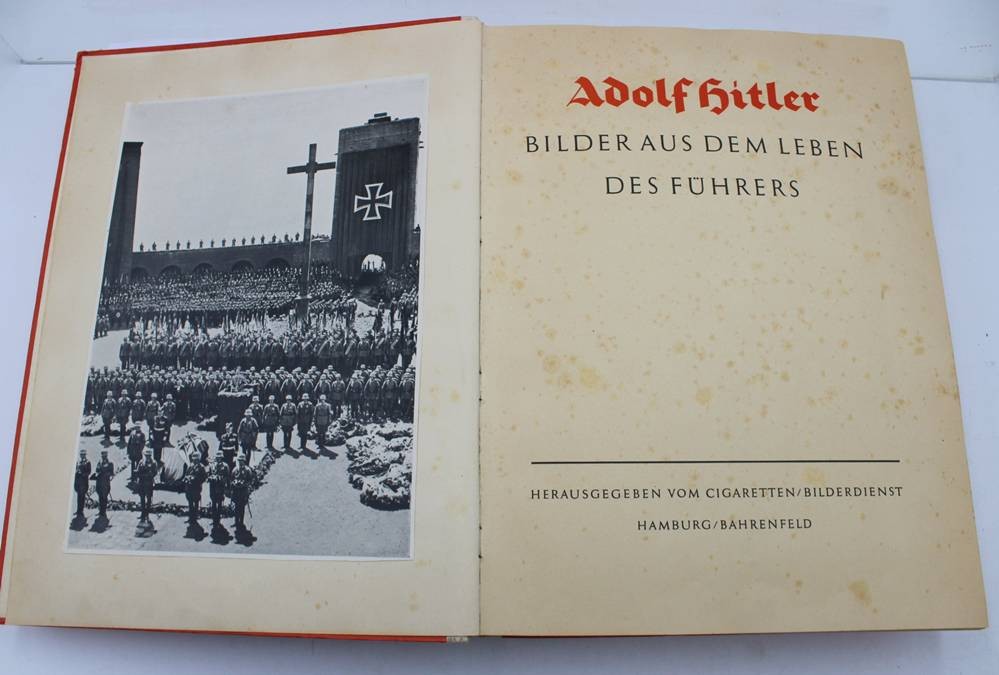 Adolf Hitler
BILDER AUS DEM LEBEN
DES FÜHRERS
HERAUSGEGEBEN VOM CIGARETTEN/BILDERDIENST
HAMBURG/BAHRENFELD